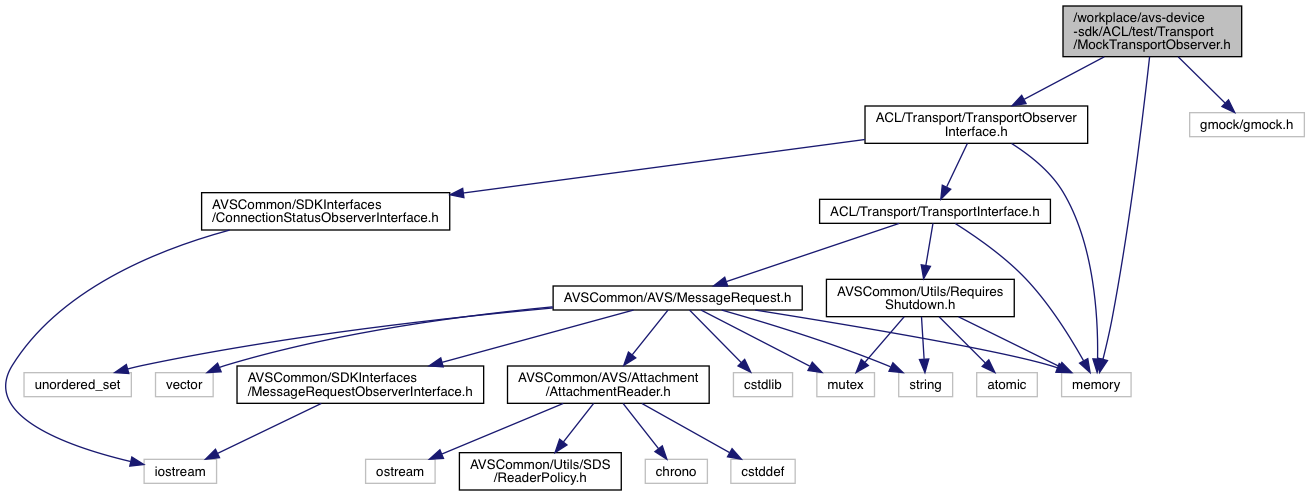 /workplace/avs-device
-sdk/ACL/test/Transport
/MockTransportObserver.h
ACL/Transport/TransportObserver
Interface.h
gmock/gmock.h
AVSCommon/SDKInterfaces
/ConnectionStatusObserverInterface.h
ACL/Transport/TransportInterface.h
AVSCommon/AVS/MessageRequest.h
AVSCommon/Utils/Requires
Shutdown.h
unordered_set
vector
AVSCommon/SDKInterfaces
/MessageRequestObserverInterface.h
AVSCommon/AVS/Attachment
/AttachmentReader.h
cstdlib
mutex
string
atomic
memory
iostream
ostream
AVSCommon/Utils/SDS
/ReaderPolicy.h
chrono
cstddef